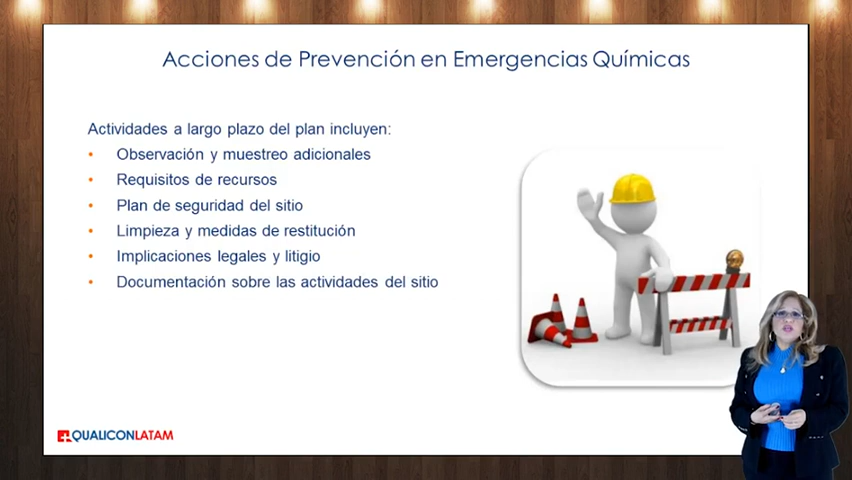 Acciones de Prevención en Emergencias Químicas
Actividades a largo plazo del plan incluyen:
• Observación y muestreo adicionales
• Requisitos de recursos
• Plan de seguridad del sitio
• Limpieza y medidas de restitución
• Implicaciones legales y litigio
• Documentación sobre las actividades del sitio
QUALICONLATAM